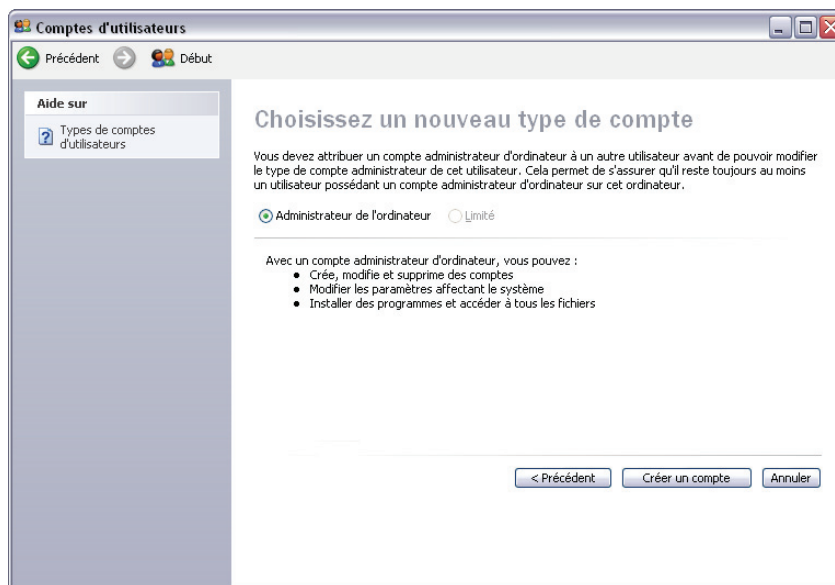 Comptes d'utilisateurs
Précédent Début
Aide sur
Types de comptes
d'utilisateurs
Choisissez un nouveau type de compte
Vous devez attribuer un compte administrateur d'ordinateur à un autre utilisateur avant de pouvoir modifier
le type de compte administrateur de cet utilisateur. Cela permet de s'assurer qu'il reste toujours au moins
un utilisateur possédant un compte administrateur d'ordinateur sur cet ordinateur.
Administrateur de l'ordinateur Limité
Avec un compte administrateur d'ordinateur, vous pouvez :
• Crée, modifie et supprime des comptes
• Modifier les paramètres affectant le système
• Installer des programmes et accéder à tous les fichiers
< Précédent Créer un compte Annuler